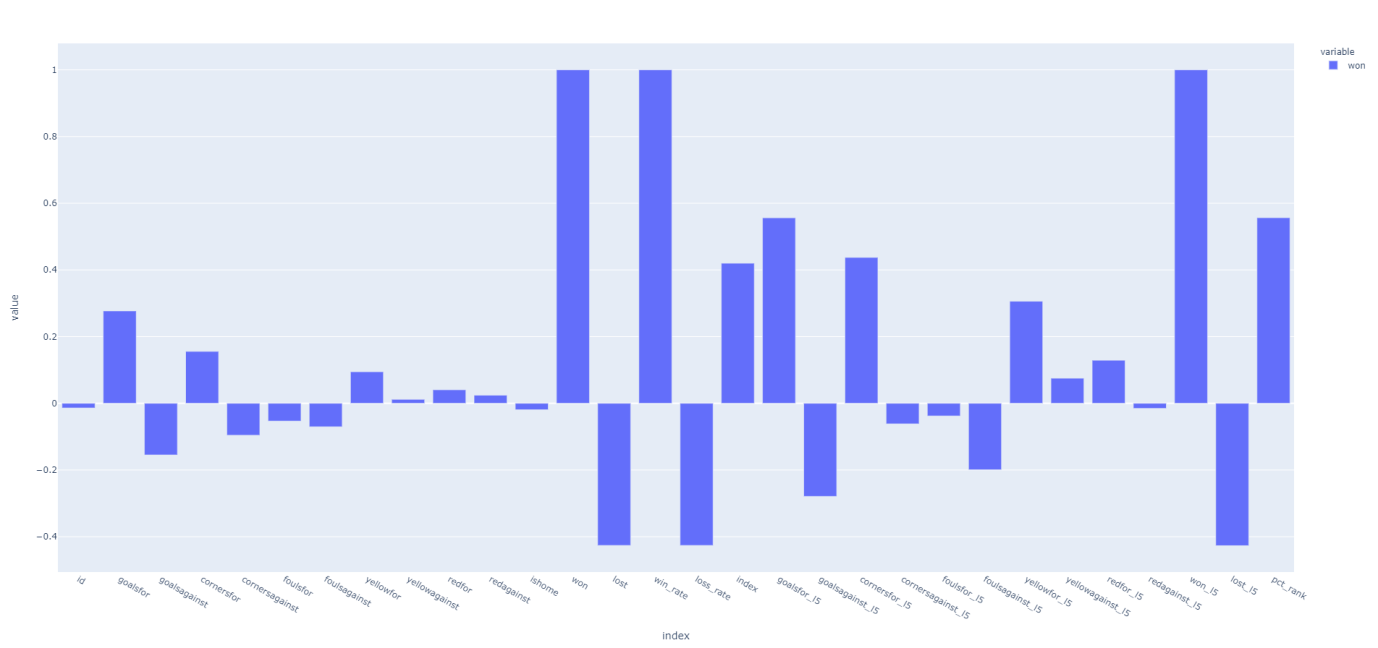 variable
won
value
1
0.8
0.6
0.4
0.2
0
−0.2
−0.4
id
goalsfor
goalsagainst
cornersfor
cornersagainst
foulsfor
foulsagainst
yellowfor
yellowagainst
redfor
redagainst
ishome
won
lost
win_rate
loss_rate
index
goalsfor_l5
goalsagainst_l5
cornersfor_l5
cornersagainst_l5
foulsfor_l5
foulsagainst_l5
yellowfor_l5
yellowagainst_l5
redfor_l5
redagainst_l5
won_l5
lost_l5
pct_rank
index